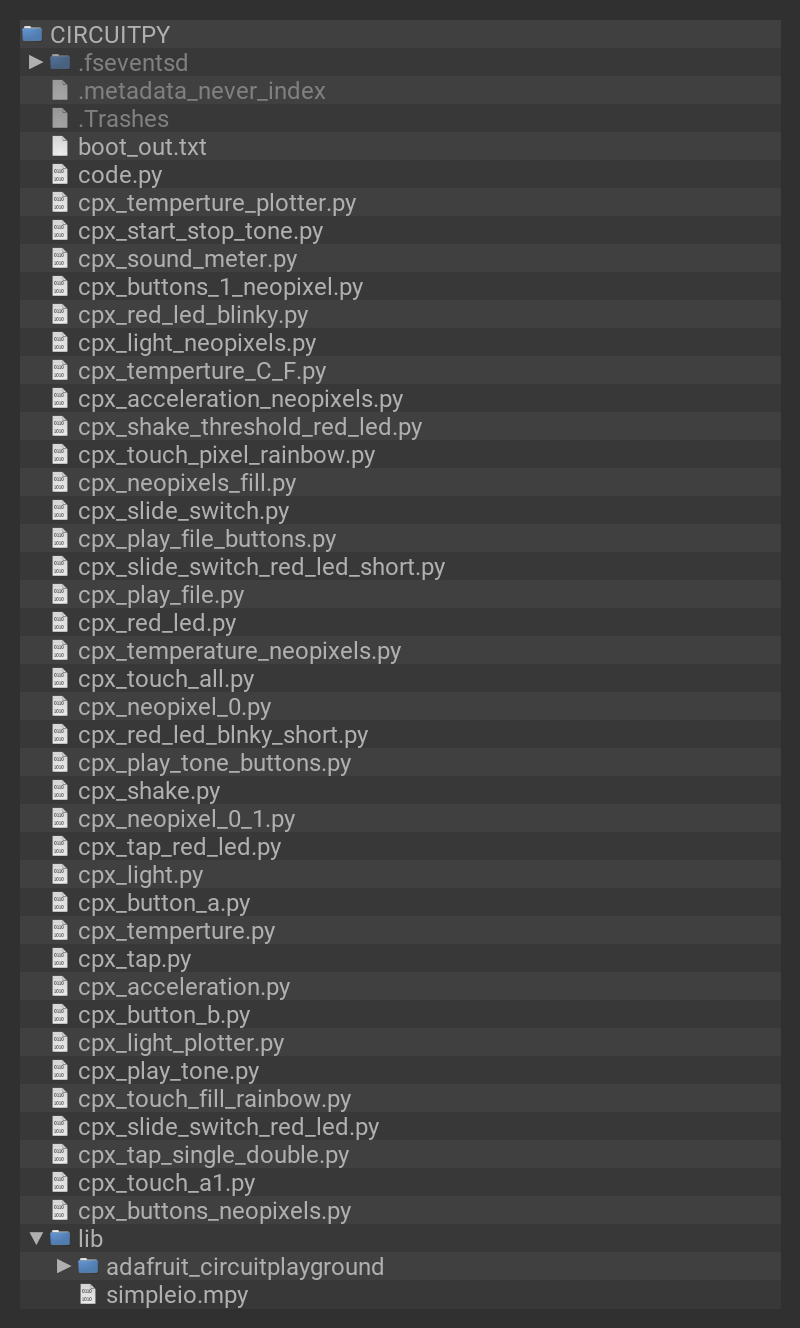 CIRCUITPY
.fseventsd
.metadata_never_index
.Trashes
boot_out.txt
code.py
cpx_temperture_plotter.py
cpx_start_stop_tone.py
cpx_sound_meter.py
cpx_buttons_1_neopixel.py
cpx_red_led_blinky.py
cpx_light_neopixels.py
cpx_temperture_C_F.py
cpx_acceleration_neopixels.py
cpx_shake_threshold_red_led.py
cpx_touch_pixel_rainbow.py
cpx_neopixels_fill.py
cpx_slide_switch.py
cpx_play_file_buttons.py
cpx_slide_switch_red_led_short.py
cpx_play_file.py
cpx_red_led.py
cpx_temperature_neopixels.py
cpx_touch_all.py
cpx_neopixel_0.py
cpx_red_led_blnky_short.py
cpx_play_tone_buttons.py
cpx_shake.py
cpx_neopixel_0_1.py
cpx_tap_red_led.py
cpx_light.py
cpx_button_a.py
cpx_temperture.py
cpx_tap.py
cpx_acceleration.py
cpx_button_b.py
cpx_light_plotter.py
cpx_play_tone.py
cpx_touch_fill_rainbow.py
cpx_slide_switch_red_led.py
cpx_tap_single_double.py
cpx_touch_a1.py
cpx_buttons_neopixels.py
lib
adafruit_circuitplayground
simpleio.mpy